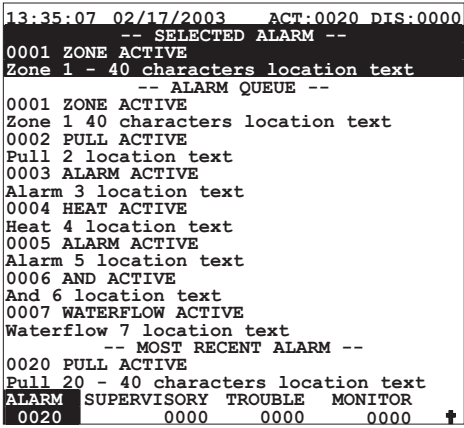 13:35:07 02/17/2003 ACT:0020 DIS:0000
-- SELECTED ALARM --
0001 ZONE ACTIVE
Zone 1 - 40 characters location text
-- ALARM QUEUE --
0001 ZONE ACTIVE
Zone 1 40 characters location text
0002 PULL ACTIVE
Pull 2 location text
0003 ALARM ACTIVE
Alarm 3 location text
0004 HEAT ACTIVE
Heat 4 location text
0005 ALARM ACTIVE
Alarm 5 location text
0006 AND ACTIVE
And 6 location text
0007 WATERFLOW ACTIVE
Waterflow 7 location text
-- MOST RECENT ALARM --
0020 PULL ACTIVE
Pull 20 - 40 characters location text
ALARM SUPERVISORY TROUBLE MONITOR
0020 0000 0000 0000